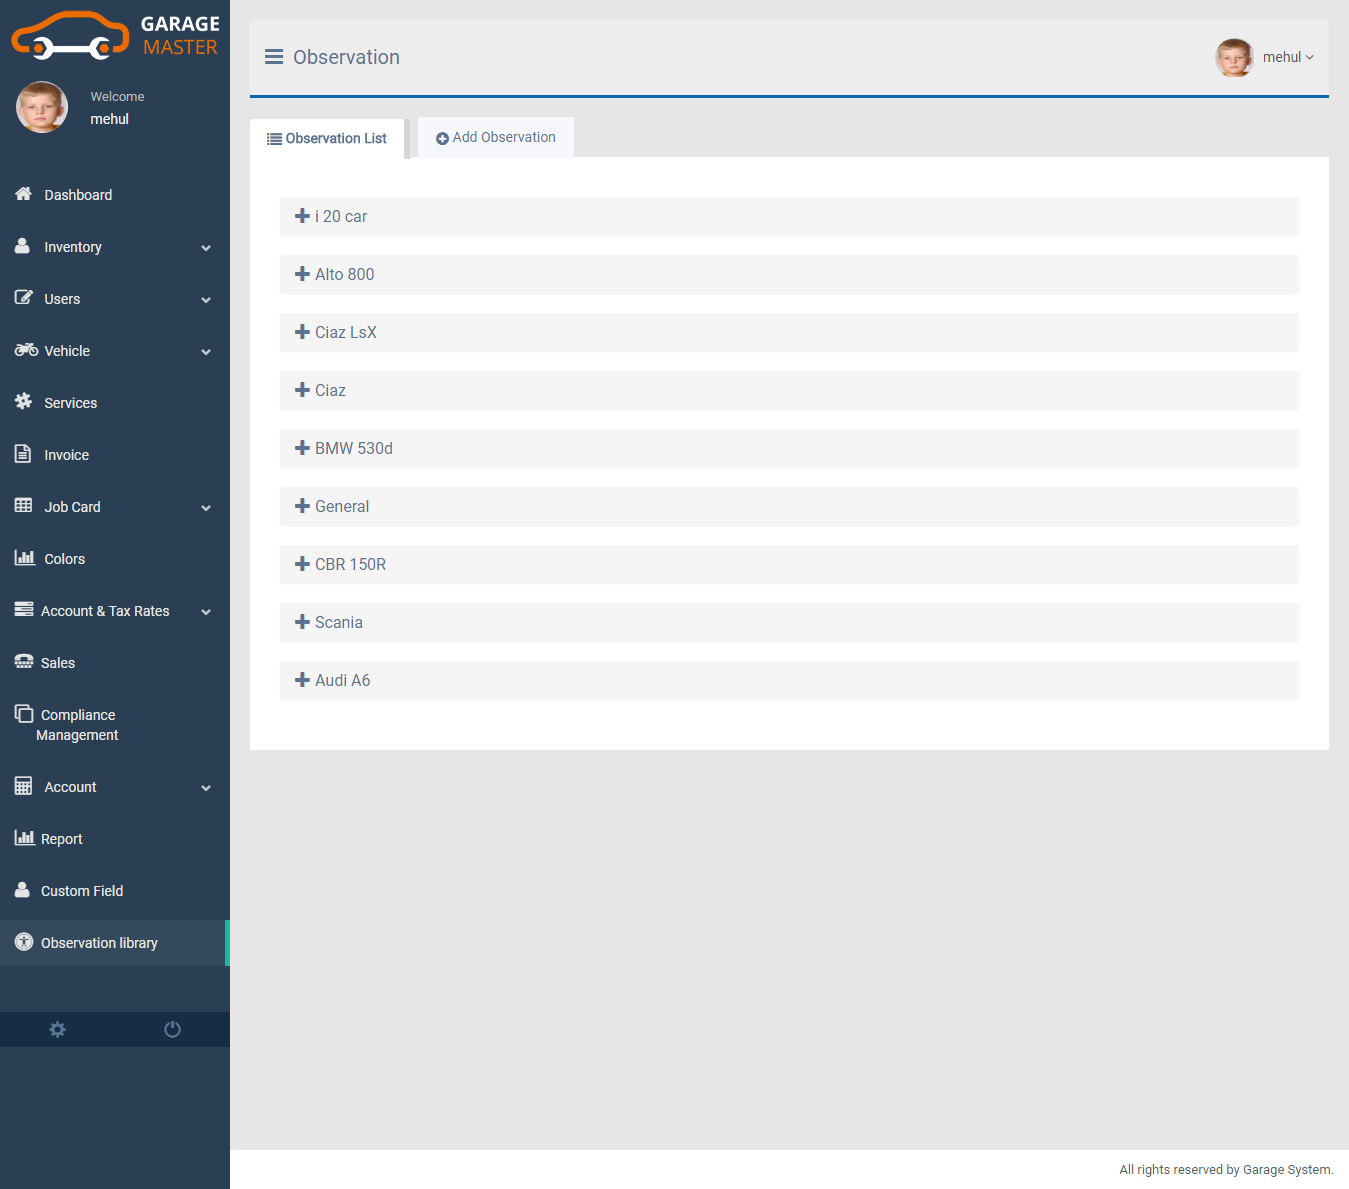 GARAGE
MASTER
Welcome
mehul
Dashboard
Inventory
Users
Vehicle
Services
Invoice
Job Card
Colors
Account & Tax Rates
Sales
Compliance
Management
Account
Report
Custom Field
Observation library
Observation
mehul
Observation List
Add Observation
i 20 car
Alto 800
Ciaz LsX
Ciaz
BMW 530d
General
CBR 150R
Scania
Audi A6
All rights reserved by Garage System.